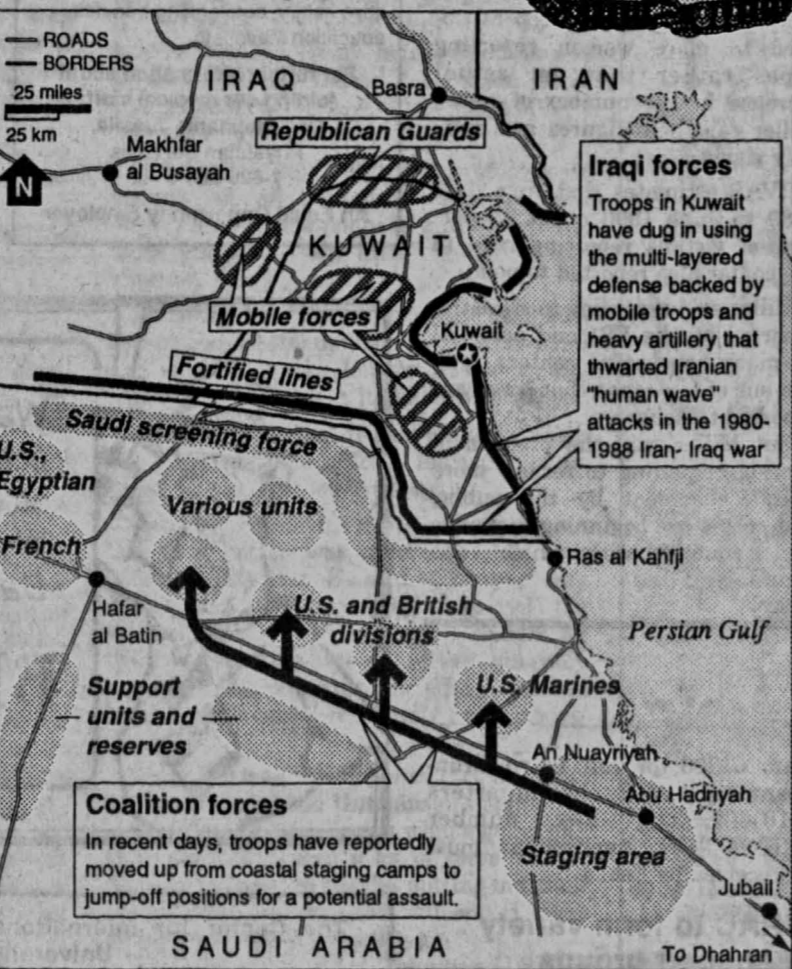 ROADS
BORDERS
25 miles
25 km
N
IRAQ
IRAN
Basra
Makhfar
al Busayah
Republican Guards
KUWAIT
Mobile forces
Kuwait
Fortified lines
Iraqi forces
Troops in Kuwait
have dug in using
the multi-layered
defense backed by
mobile troops and
heavy artillery that
thwarted Iranian
"human wave"
attacks in the 1980-
1988 Iran- Iraq war
Saudi screening force
U.S.,
Egyptian
Various units
French
Hafar
al Batin
Ras al Kahfji
U.S. and British
divisions
Persian Gulf
Support
units and
reserves
U.S. Marines
An Nuayriyah
Abu Hadriyah
Coalition forces
In recent days, troops have reportedly
moved up from coastal staging camps to
jump-off positions for a potential assault.
Staging area
Jubail
SAUDI ARABIA
To Dhahran